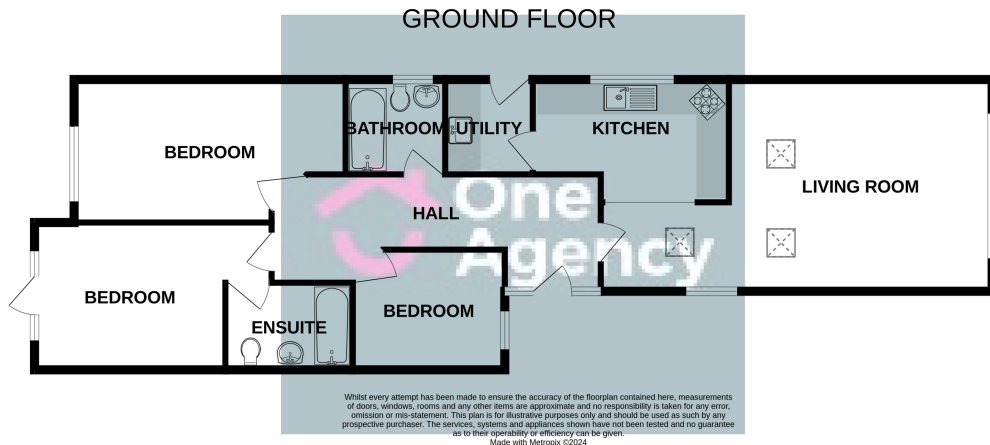 GROUND FLOOR
BEDROOM
BATHROOM
UTILITY
KITCHEN
LIVING ROOM
HALL
One
Agency
BEDROOM
ENSUITE
BEDROOM
Whilst every attempt has been made to ensure the accuracy of the floorplan contained here, measurements
of doors, windows, rooms and any other items are approximate and no responsibility is taken for any error,
omission or mis-statement. This plan is for illustrative purposes only and should be used as such by any
prospective purchaser. The services, systems and appliances shown have not been tested and no guarantee
as to their operability or efficiency can be given.
Made with Metropix ©2024